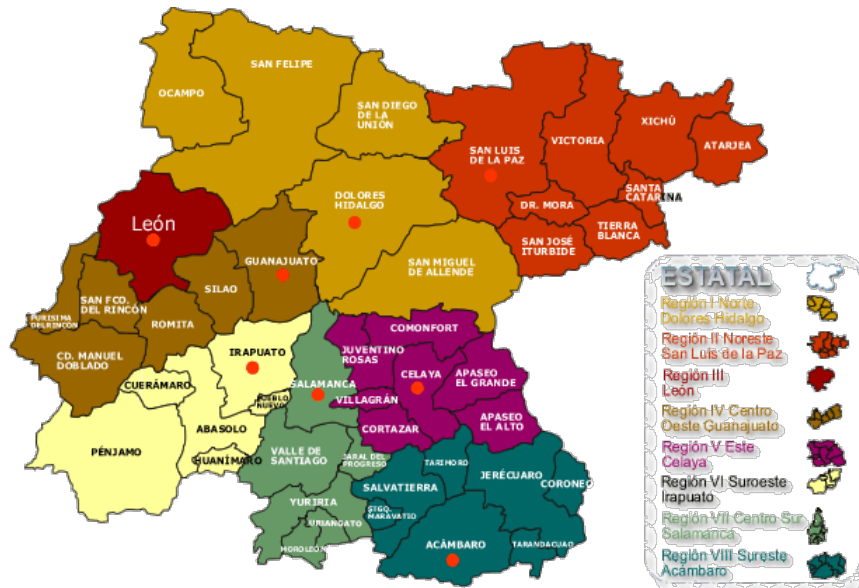 SAN FELIPE
OCAMPO
SAN DIEGO
DE LA
UNIÓN
SAN LUIS
DE LA PAZ
VICTORIA
XICHÚ
ATARJEA
DR. MORA
SANTA
CATARINA
TIERRA
BLANCA
SAN JOSÉ
ITURBIDE
DOLORES
HIDALGO
SAN MIGUEL
DE ALLENDE
León
GUANAJUATO
SILAO
SAN FCO.
DEL RINCÓN
PURISIMA
DEL RINCÓN
ROMITA
CD. MANUEL
DOBLADO
IRAPUATO
CUERÁMARO
PUEBLO
NUEVO
ABASOLO
PÉNJAMO
HUANÍMARO
SALAMANCA
VALLE DE
SANTIAGO
JARAL DEL
PROGRESO
YURIRIA
URIANGATO
MOROLEÓN
COMONFORT
JUVENTINO
ROSAS
CELAYA
APASEO
EL GRANDE
VILLAGRÁN
CORTAZAR
APASEO
EL ALTO
TARIMORO
SALVATIERRA
JERÉCUARO
CORONEO
STGO.
MARAVATIO
ACÀMBARO
TARANDACUAO
ESTATAL
Región I Norte
Dolores Hidalgo
Región II Noreste
San Luis de la Paz
Región III
León
Región IV Centro
Oeste Guanajuato
Región V Este
Celaya
Región VI Suroeste
Irapuato
Región VII Centro Sur
Salamanca
Región VIII Sureste
Acámbaro